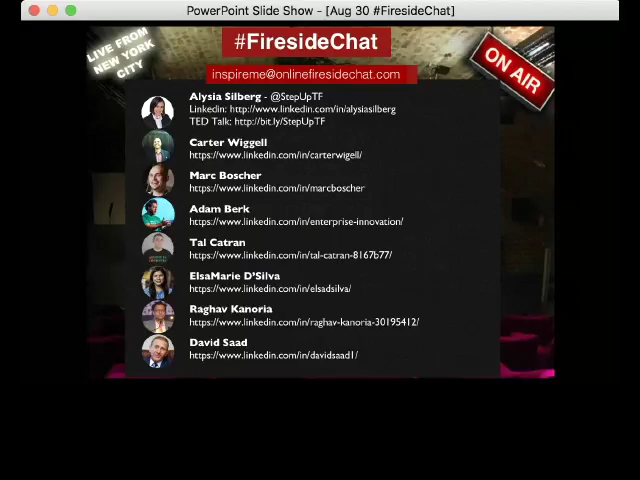 PowerPoint Slide Show - [Aug 30 #FiresideChat]
LIVE FROM
NEW YORK
CITY
#FiresideChat
ON AIR
inspireme@onlinefiresidechat.com
Alysia Silberg - @StepUpTF
Linkedin: http://www.linkedin.com/in/alysiasilberg
TED Talk: http://bit.ly/StepUpTF
Carter Wiggell
https://www.linkedin.com/in/carterwigell/
Marc Boscher
https://www.linkedin.com/in/marcboscher
Adam Berk
https://www.linkedin.com/in/enterprise-innovation/
Tal Catran
https://www.linkedin.com/in/tal-catran-8167b77/
ElsaMarie D'Silva
https://www.linkedin.com/in/elsadsilva/
Raghav Kanoria
https://www.linkedin.com/in/raghav-kanoria-30195412/
David Saad
https://www.linkedin.com/in/davidsaad1/